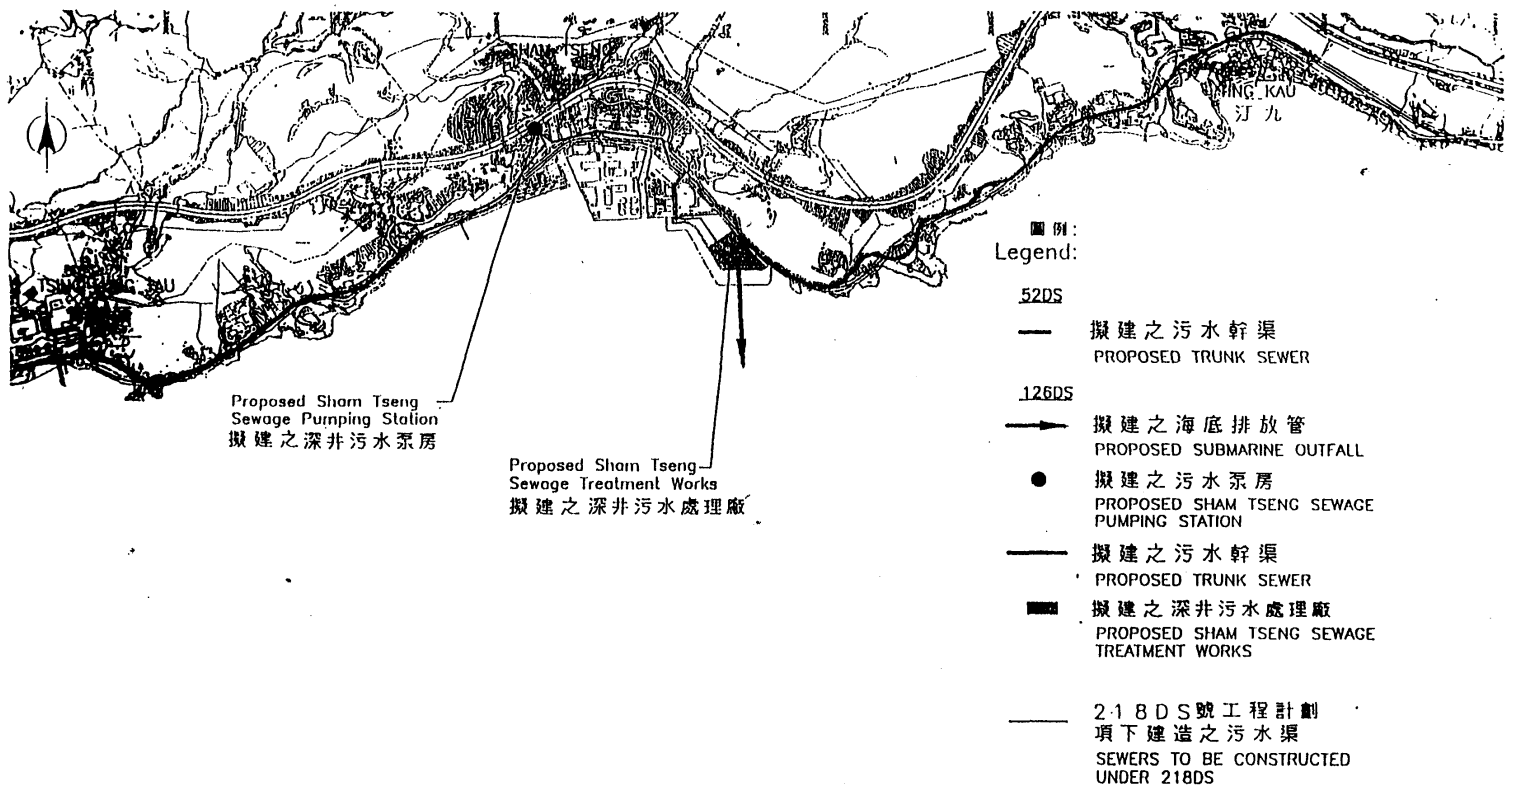 SHAM TSENG
TING KAU
汀九
TSING LUNG TAU
Proposed Sham Tseng
Sewage Pumping Station
擬建之深井污水泵房
Proposed Sham Tseng
Sewage Treatment Works
擬建之深井污水處理廠
圖例:
Legend:
52DS
擬建之污水幹渠
PROPOSED TRUNK SEWER
126DS
擬建之海底排放管
PROPOSED SUBMARINE OUTFALL
擬建之污水泵房
PROPOSED SHAM TSENG SEWAGE
PUMPING STATION
擬建之污水幹渠
PROPOSED TRUNK SEWER
擬建之深井污水處理廠
PROPOSED SHAM TSENG SEWAGE
TREATMENT WORKS
218DS號工程計劃
項下建造之污水渠
SEWERS TO BE CONSTRUCTED
UNDER 218DS